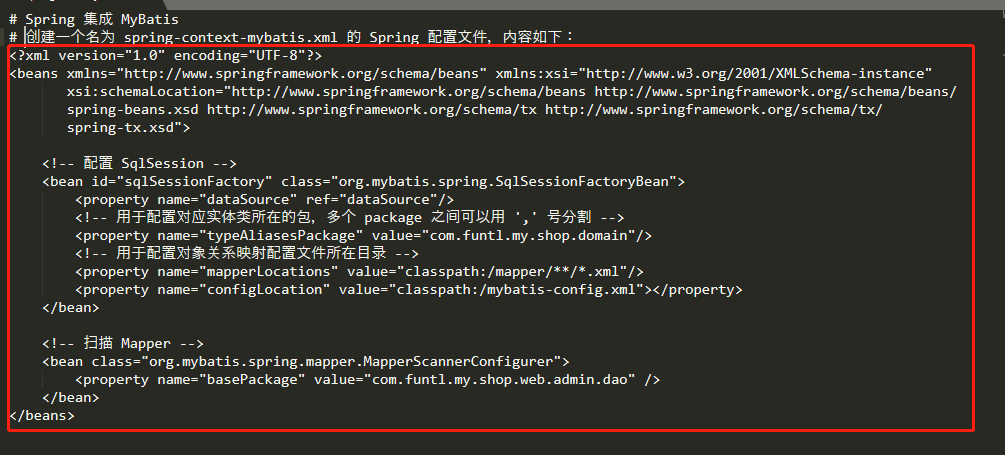 # Spring 集成 MyBatis
# 创建一个名为 spring-context-mybatis.xml 的 Spring 配置文件，内容如下：
<?xml version="1.0" encoding="UTF-8"?>
<beans xmlns="http://www.springframework.org/schema/beans" xmlns:xsi="http://www.w3.org/2001/XMLSchema-instance"
       xsi:schemaLocation="http://www.springframework.org/schema/beans http://www.springframework.org/schema/beans/
       spring-beans.xsd http://www.springframework.org/schema/tx http://www.springframework.org/schema/tx/
       spring-tx.xsd">

    <!-- 配置 SqlSession -->
    <bean id="sqlSessionFactory" class="org.mybatis.spring.SqlSessionFactoryBean">
        <property name="dataSource" ref="dataSource"/>
        <!-- 用于配置对应实体类所在的包，多个 package 之间可以用 ',' 号分割 -->
        <property name="typeAliasesPackage" value="com.funtl.my.shop.domain"/>
        <!-- 用于配置对象关系映射配置文件所在目录 -->
        <property name="mapperLocations" value="classpath:/mapper/**/*.xml"/>
        <property name="configLocation" value="classpath:/mybatis-config.xml"></property>
    </bean>

    <!-- 扫描 Mapper -->
    <bean class="org.mybatis.spring.mapper.MapperScannerConfigurer">
        <property name="basePackage" value="com.funtl.my.shop.web.admin.dao" />
    </bean>
</beans>